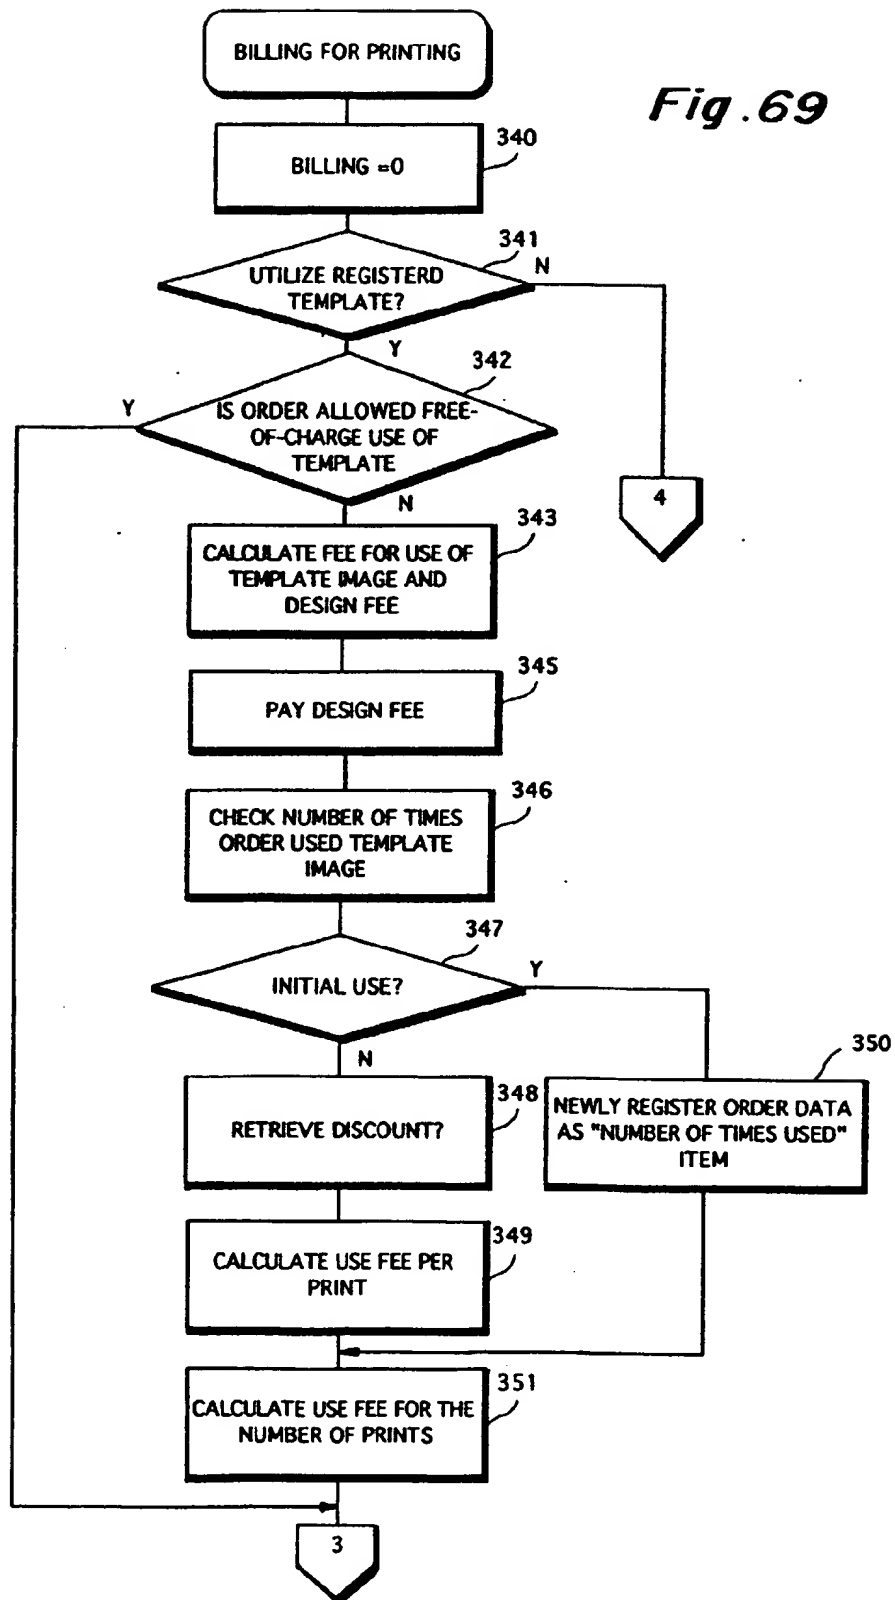 BILLING FOR PRINTING
Fig.69
340
BILLING =0
341
UTILIZE REGISTERD
TEMPLATE?
N
Y
342
Y
IS ORDER ALLOWED FREE-
OF-CHARGE USE OF
TEMPLATE
N
4
343
CALCULATE FEE FOR USE OF
TEMPLATE IMAGE AND
DESIGN FEE
345
PAY DESIGN FEE
346
CHECK NUMBER OF TIMES
ORDER USED TEMPLATE
IMAGE
347
INITIAL USE?
Y
N
350
NEWLY REGISTER ORDER DATA
AS "NUMBER OF TIMES USED"
ITEM
348
RETRIEVE DISCOUNT?
349
CALCULATE USE FEE PER
PRINT
351
CALCULATE USE FEE FOR THE
NUMBER OF PRINTS
3